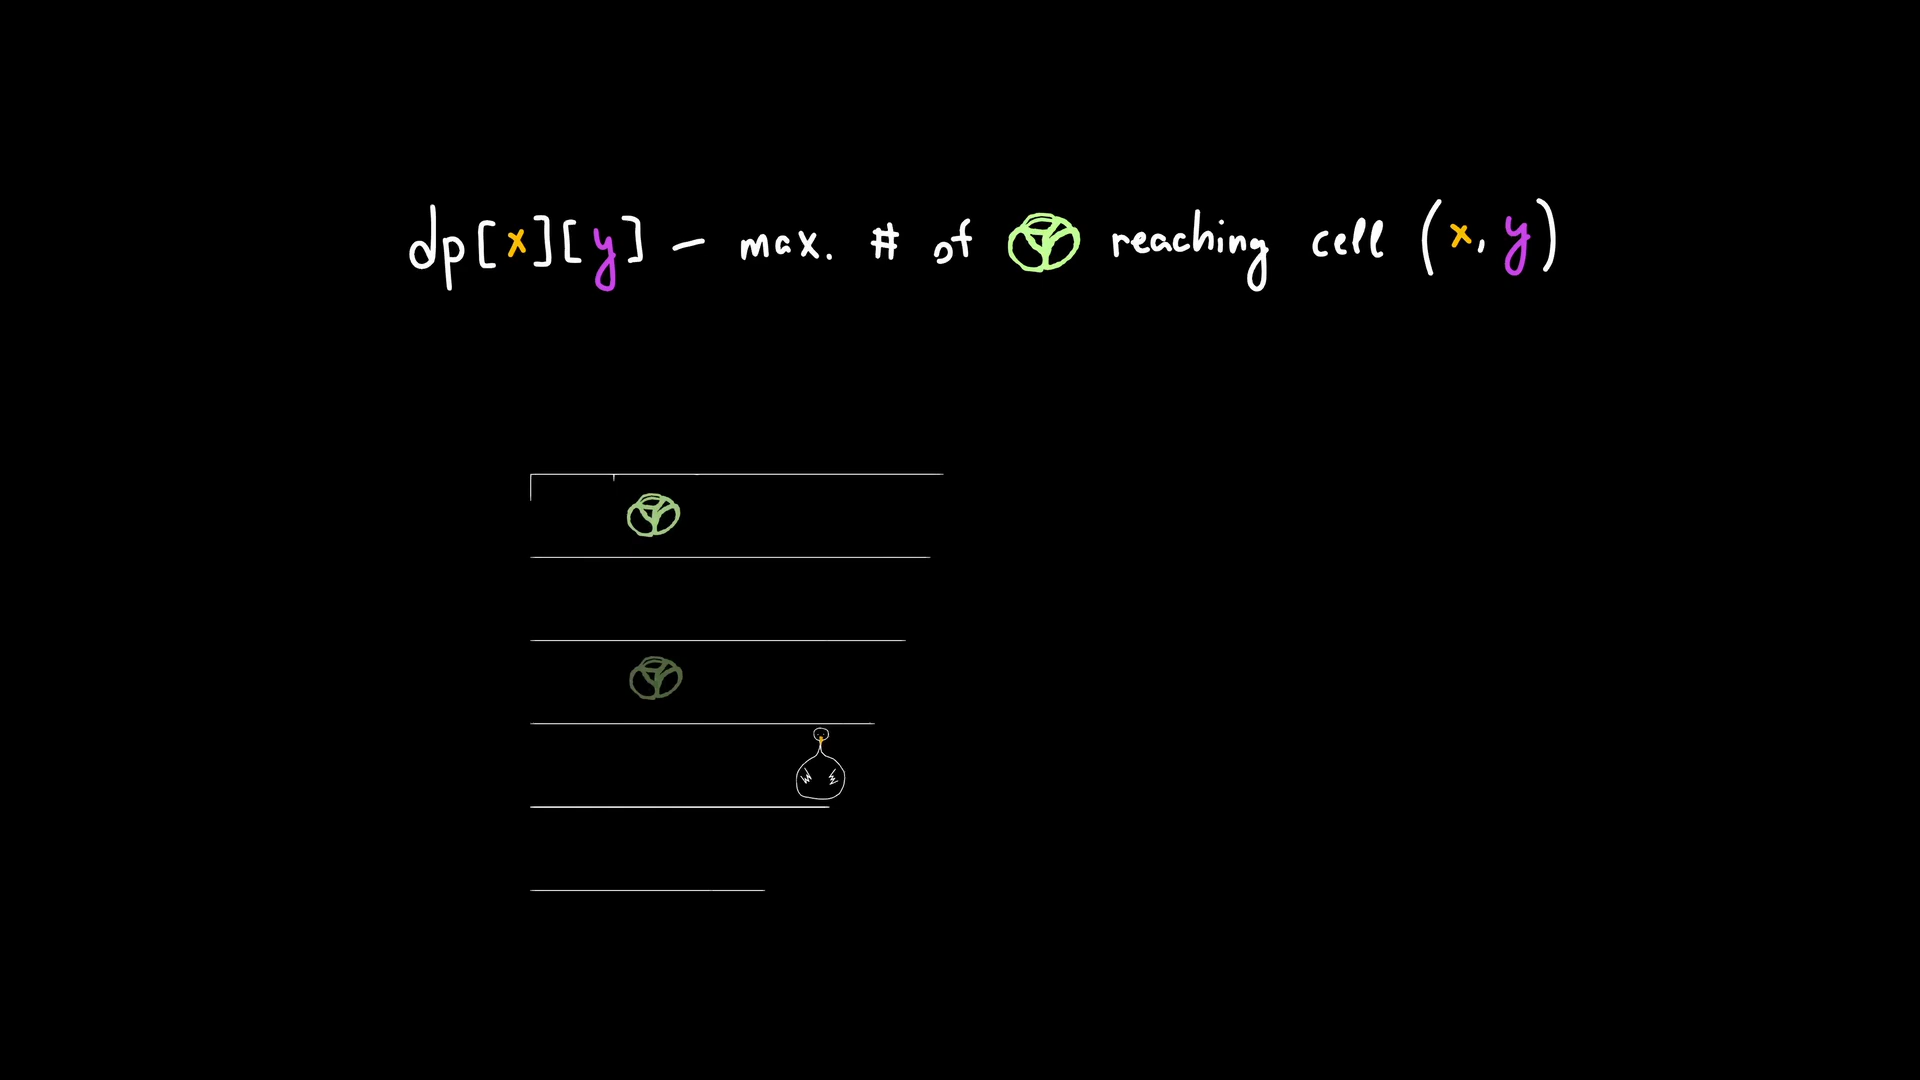 dp[x][y] – max. # of reaching cell (x, y)